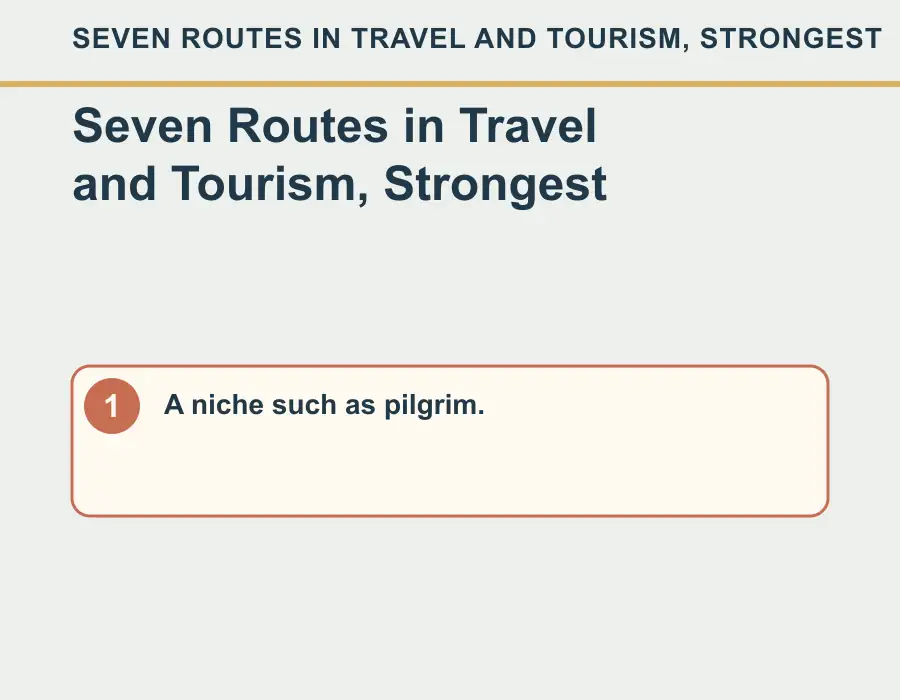 SEVEN ROUTES IN TRAVEL AND TOURISM, STRONGEST
Seven Routes in Travel
and Tourism, Strongest
1
A niche such as pilgrim.